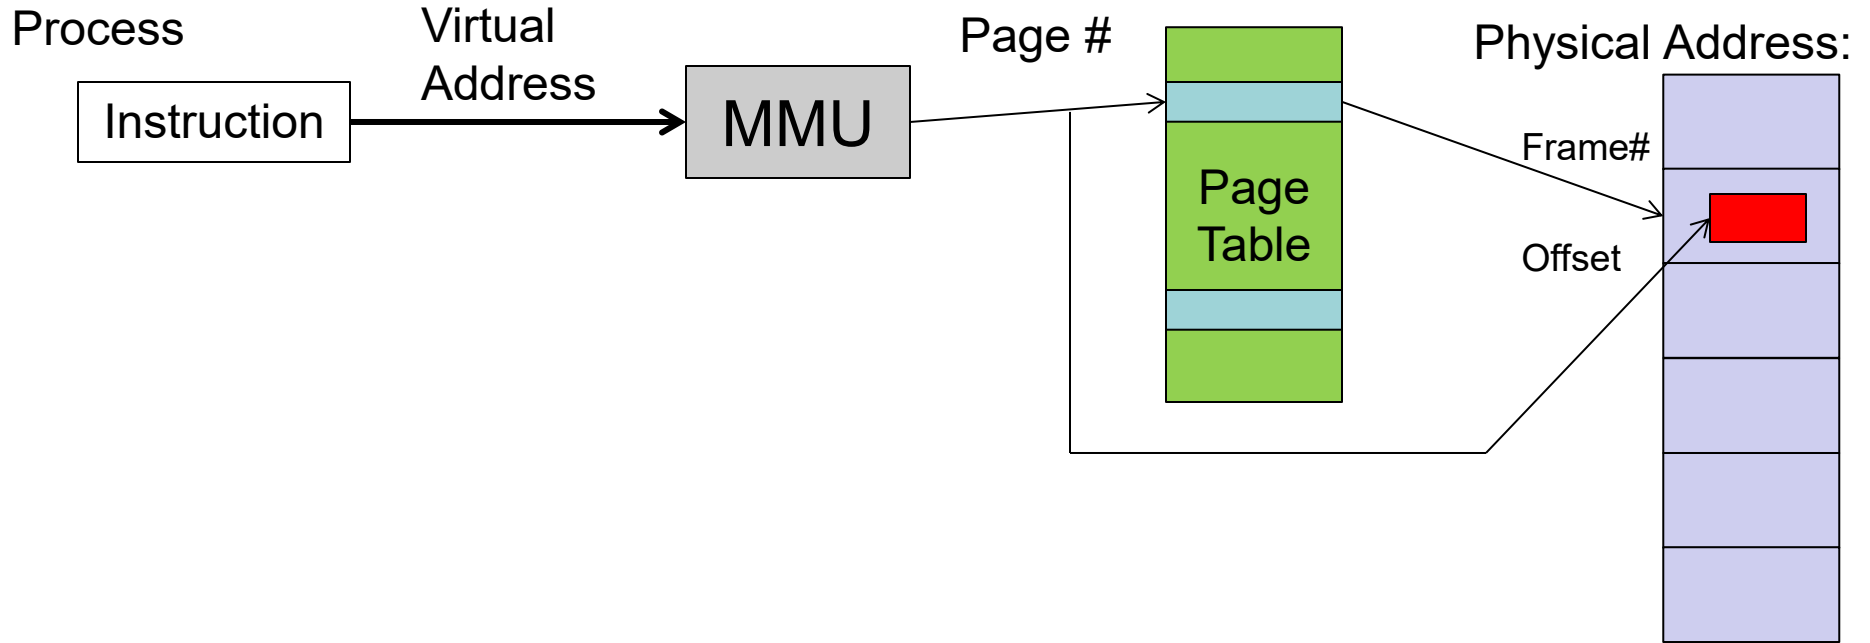 Process
Virtual
Address
Instruction
MMU
Page #
Page
Table
Frame#
Offset
Physical Address: